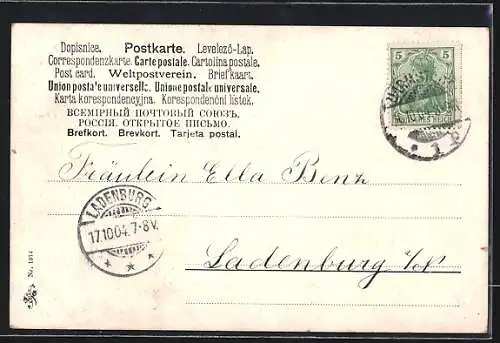 Dopisnice. Postkarte. Levelező-Lap.
Correspondenzkarte. Carte postale. Cartolina postale.
Post card. Weltpostverein. Briefkaart.
Union postale universelle. Unione postale universale.
Karta korespondencyjna. Korespondenční lístek.
ВСЕМІРНЫЙ ПОЧТОВЫЙ СОЮЗЪ.
РОССІЯ. ОТКРЫТОЕ ПИСЬМО.
Brefkort. Brevkort. Tarjeta postal.
5 5
Fräulein Ella Benz
LADENBURG
17.10.04.7-8V.
Ladenburg a/N